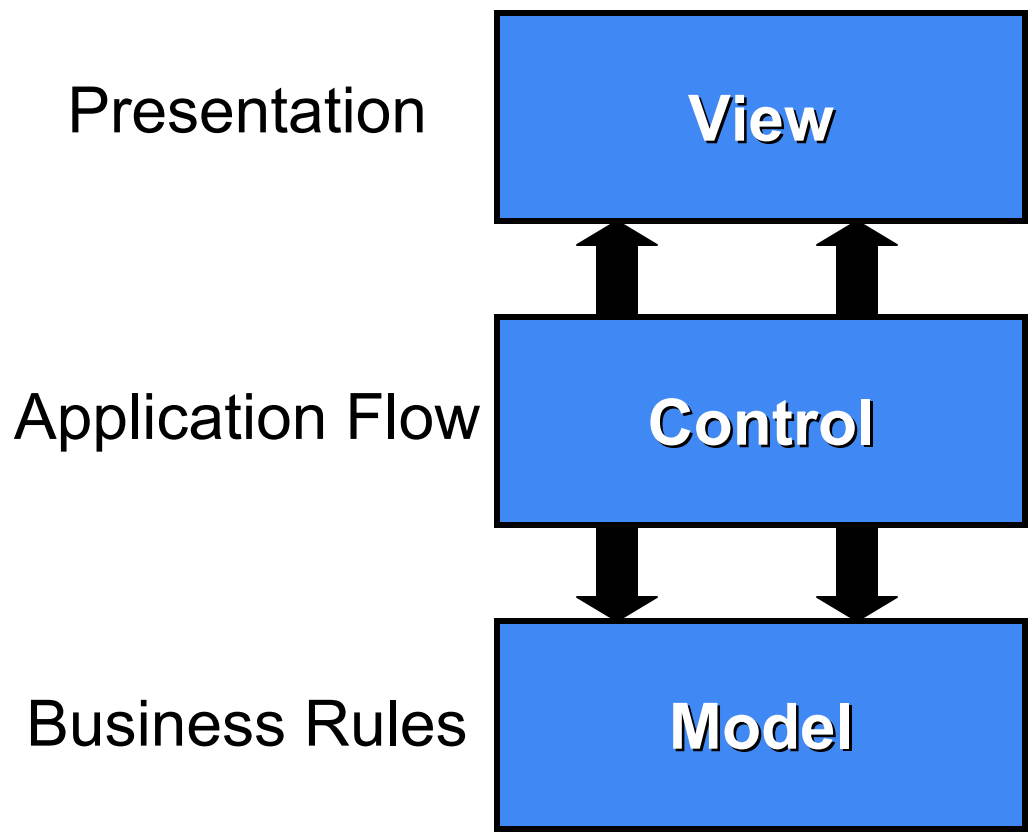 Presentation
View
Application Flow
Control
Business Rules
Model